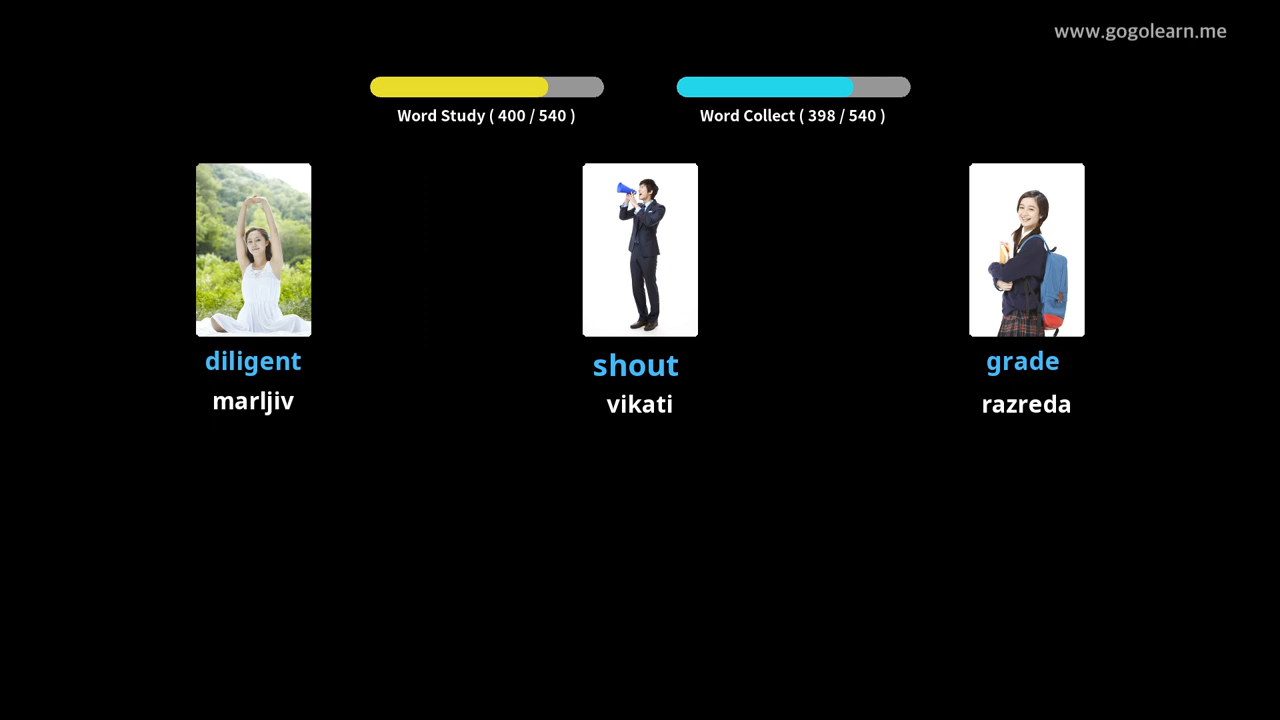 www.gogolearn.me
Word Study ( 400 / 540 )
Word Collect ( 398 / 540 )
diligent
marljiv
shout
vikati
grade
razreda